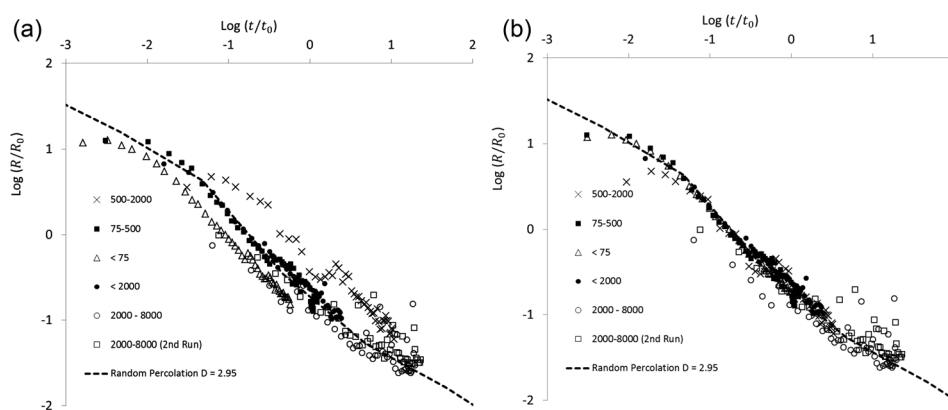 (a)
Log (t/t₀)
-3 -2 -1 0 1 2
2
1
0
-1
-2
Log (R/R₀)
500-2000
75-500
< 75
< 2000
2000 - 8000
2000-8000 (2nd Run)
Random Percolation D = 2.95
(b)
Log (t/t₀)
-3 -2 -1 0 1
2
1
0
-1
-2
Log (R/R₀)
500-2000
75-500
< 75
< 2000
2000 - 8000
2000-8000 (2nd Run)
Random Percolation D = 2.95